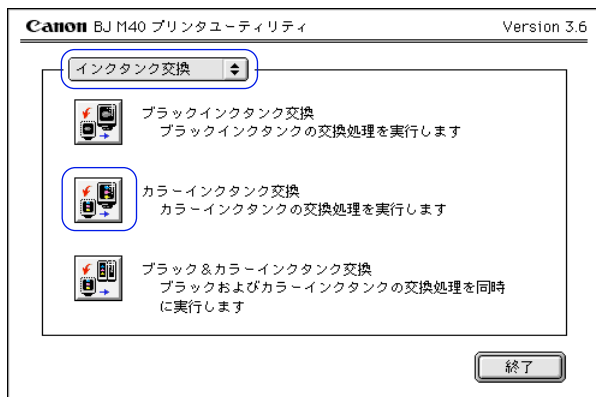 Canon BJ M40 プリンタユーティリティ Version 3.6
インクタンク交換
ブラックインクタンク交換
ブラックインクタンクの交換処理を実行します
カラーインクタンク交換
カラーインクタンクの交換処理を実行します
ブラック&カラーインクタンク交換
ブラックおよびカラーインクタンクの交換処理を同時
に実行します
終了